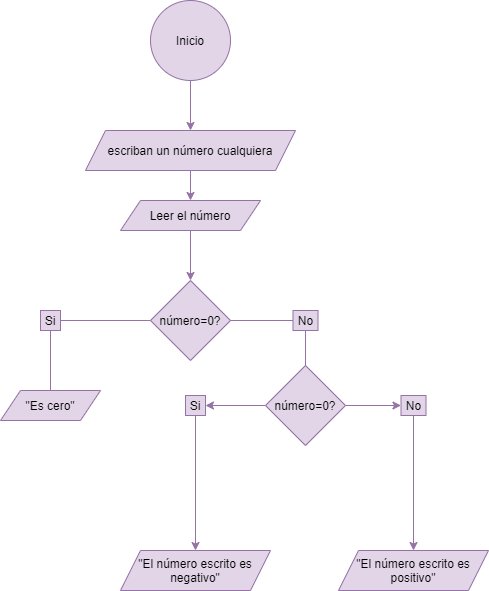 Inicio
escriban un número cualquiera
Leer el número
Si
número=0?
No
"Es cero"
Si
número=0?
No
"El número escrito es
negativo"
"El número escrito es
positivo"